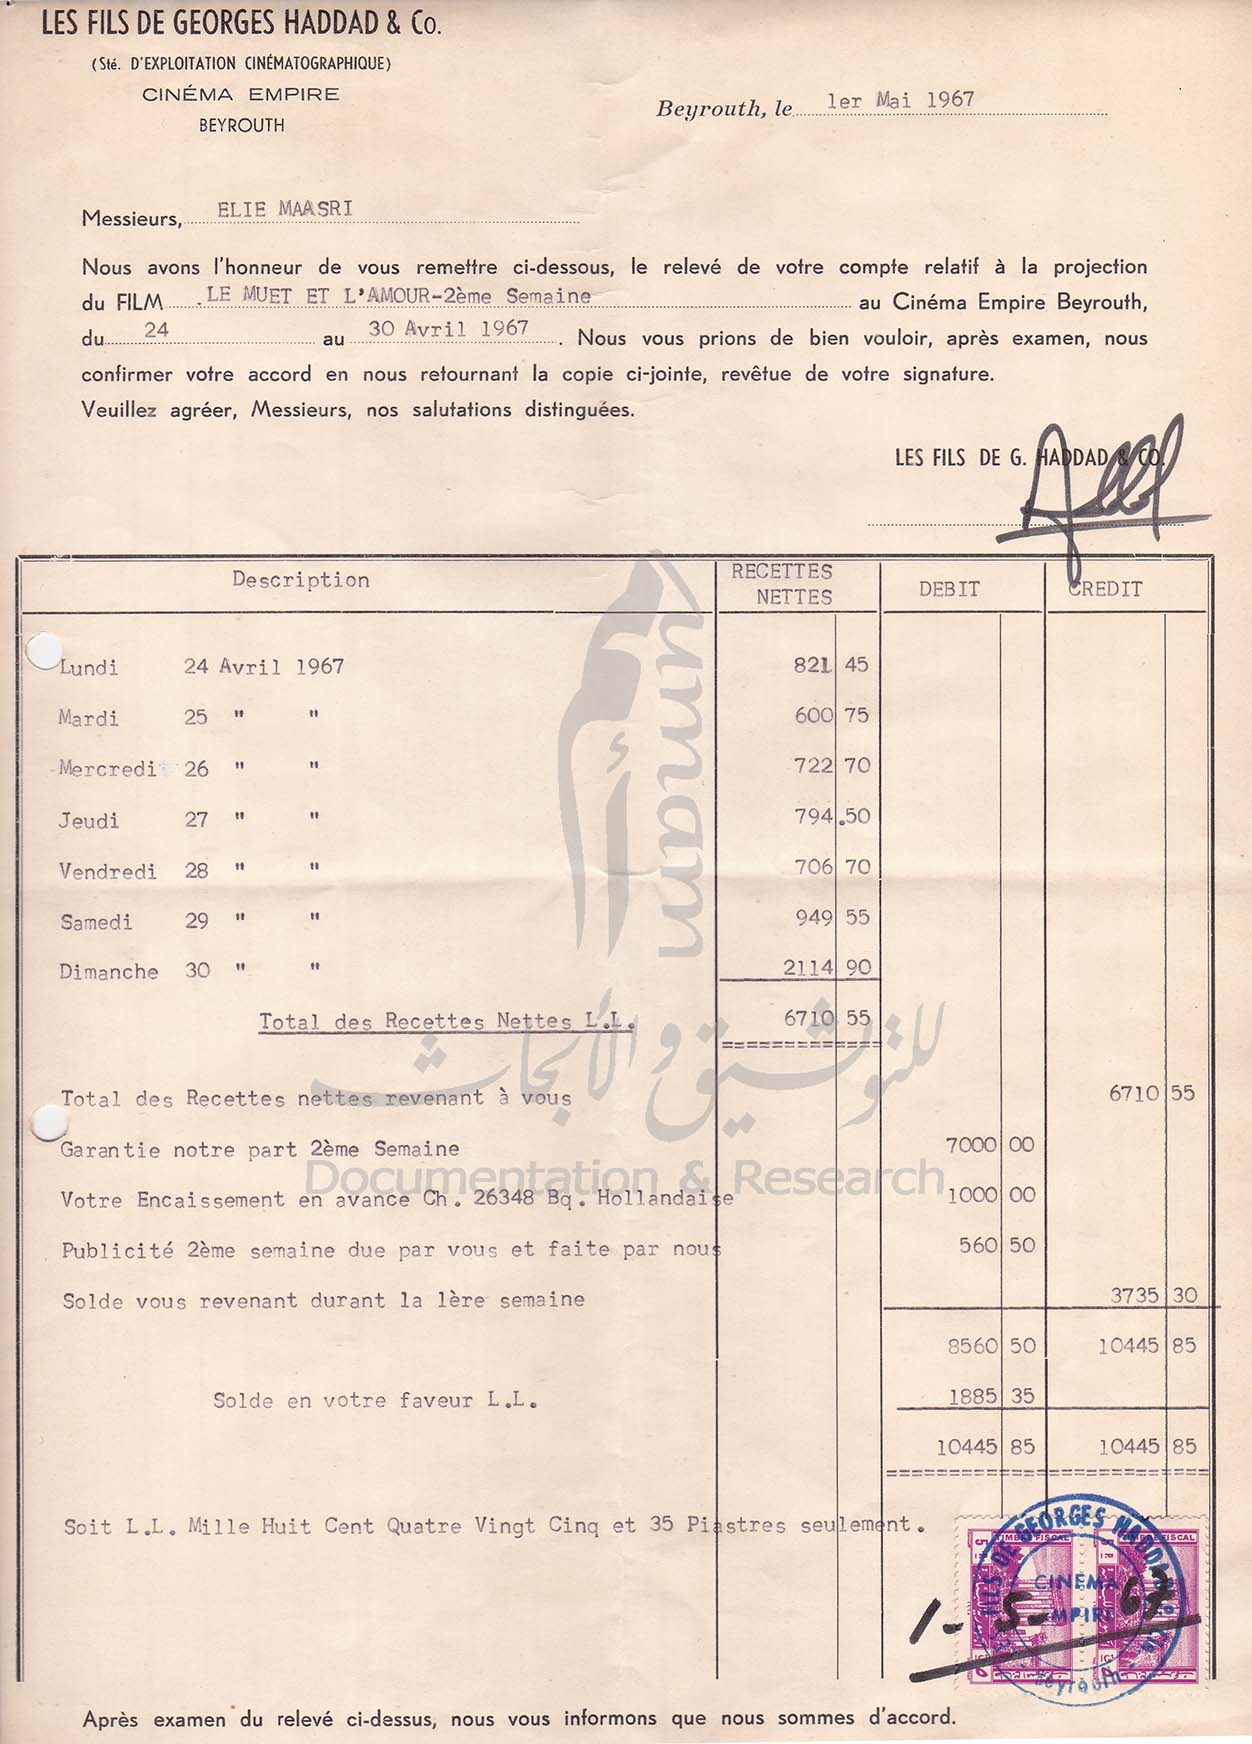 LES FILS DE GEORGES HADDAD & Co.
(Sté. D'EXPLOITATION CINÉMATOGRAPHIQUE)
CINÉMA EMPIRE
BEYROUTH
Beyrouth, le 1er Mai 1967
Messieurs, ELIE MAASRI
Nous avons l'honneur de vous remettre ci-dessous, le relevé de votre compte relatif à la projection
du FILM LE MUET ET L'AMOUR-2ème Semaine au Cinéma Empire Beyrouth,
du 24 au 30 Avril 1967. Nous vous prions de bien vouloir, après examen, nous
confirmer votre accord en nous retournant la copie ci-jointe, revêtue de votre signature.
Veuillez agréer, Messieurs, nos salutations distinguées.
LES FILS DE G. HADDAD & CO.
Description RECETTES NETTES DEBIT CREDIT
Lundi 24 Avril 1967 821 45
Mardi 25 " " 600 75
Mercredi 26 " " 722 70
Jeudi 27 " " 794.50
Vendredi 28 " " 706 70
Samedi 29 " " 949 55
Dimanche 30 " " 2114 90
Total des Recettes Nettes L.L. 6710 55
Total des Recettes nettes revenant à vous 6710 55
Garantie notre part 2ème Semaine 7000 00
Votre Encaissement en avance Ch. 26348 Bq. Hollandaise 1000 00
Publicité 2ème semaine due par vous et faite par nous 560 50
Solde vous revenant durant la 1ère semaine 3735 30
8560 50 10445 85
Solde en votre faveur L.L. 1885 35
10445 85 10445 85
Soit L.L. Mille Huit Cent Quatre Vingt Cinq et 35 Piastres seulement.
TIMBRE FISCAL
LES FILS DE GEORGES HADDAD & Co
CINEMA
EMPIRE
Beyrouth
1-5-67
Après examen du relevé ci-dessus, nous vous informons que nous sommes d'accord.
umam
أمم
للتوثيق و الأبحاث
Documentation & Research